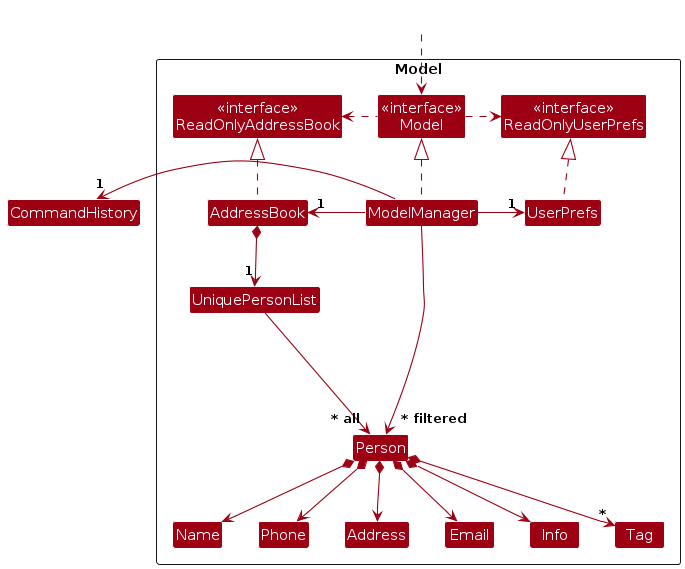 Model
«interface»
ReadOnlyAddressBook
«interface»
Model
«interface»
ReadOnlyUserPrefs
1
CommandHistory
AddressBook
1
ModelManager
1
UserPrefs
1
UniquePersonList
* all
* filtered
Person
*
Name
Phone
Address
Email
Info
Tag